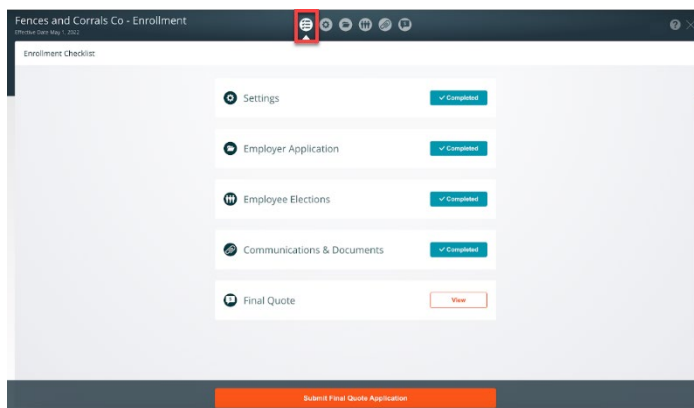 Fences and Corrals Co - Enrollment
Effective Date May 1, 2022
Enrollment Checklist
Settings
Completed
Employer Application
Completed
Employee Elections
Completed
Communications & Documents
Completed
Final Quote
View
Submit Final Quote Application